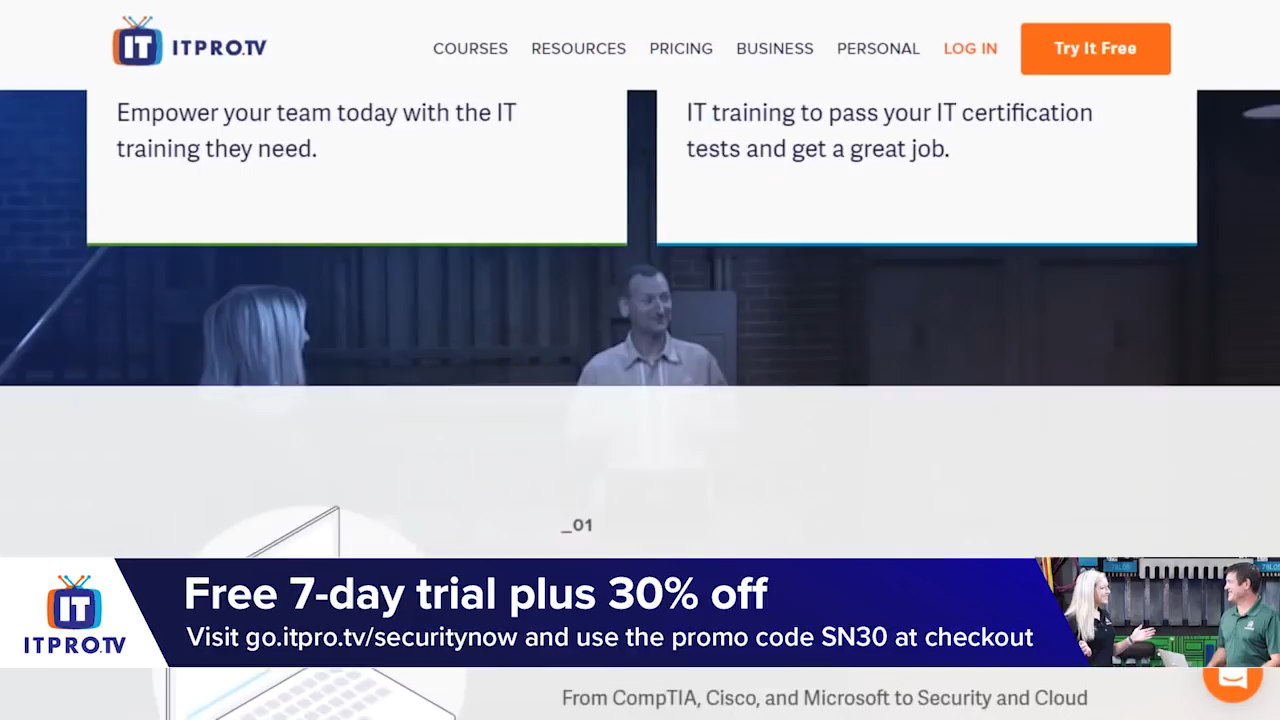 IT ITPRO.TV
COURSES RESOURCES PRICING BUSINESS PERSONAL LOG IN Try It Free
Empower your team today with the IT
training they need.
IT training to pass your IT certification
tests and get a great job.
_01
Free 7-day trial plus 30% off
Visit go.itpro.tv/securitynow and use the promo code SN30 at checkout
IT
ITPRO.TV
From CompTIA, Cisco, and Microsoft to Security and Cloud